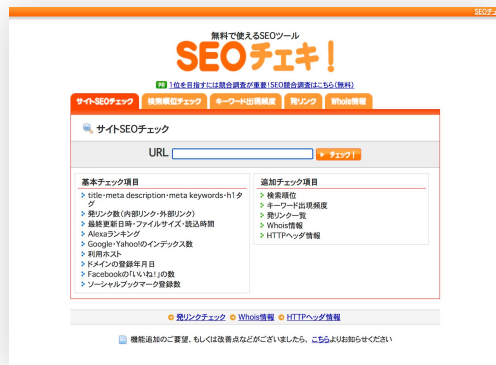 SEOチェ
無料で使えるSEOツール
SEOチェキ!
PR 1位を目指すには競合調査が重要!SEO競合調査はこちら(無料)
サイトSEOチェック 検索順位チェック キーワード出現頻度 発リンク Whois情報
サイトSEOチェック
URL チェック!
基本チェック項目
title・meta description・meta keywords・h1タ
グ
発リンク数(内部リンク・外部リンク)
最終更新日時・ファイルサイズ・読込時間
Alexaランキング
Google・Yahoo!のインデックス数
利用ホスト
ドメインの登録年月日
Facebookの「いいね!」の数
ソーシャルブックマーク登録数
追加チェック項目
検索順位
キーワード出現頻度
発リンク一覧
Whois情報
HTTPヘッダ情報
発リンクチェック Whois情報 HTTPヘッダ情報
機能追加のご要望、もしくは改善点などがございましたら、こちらよりお知らせください